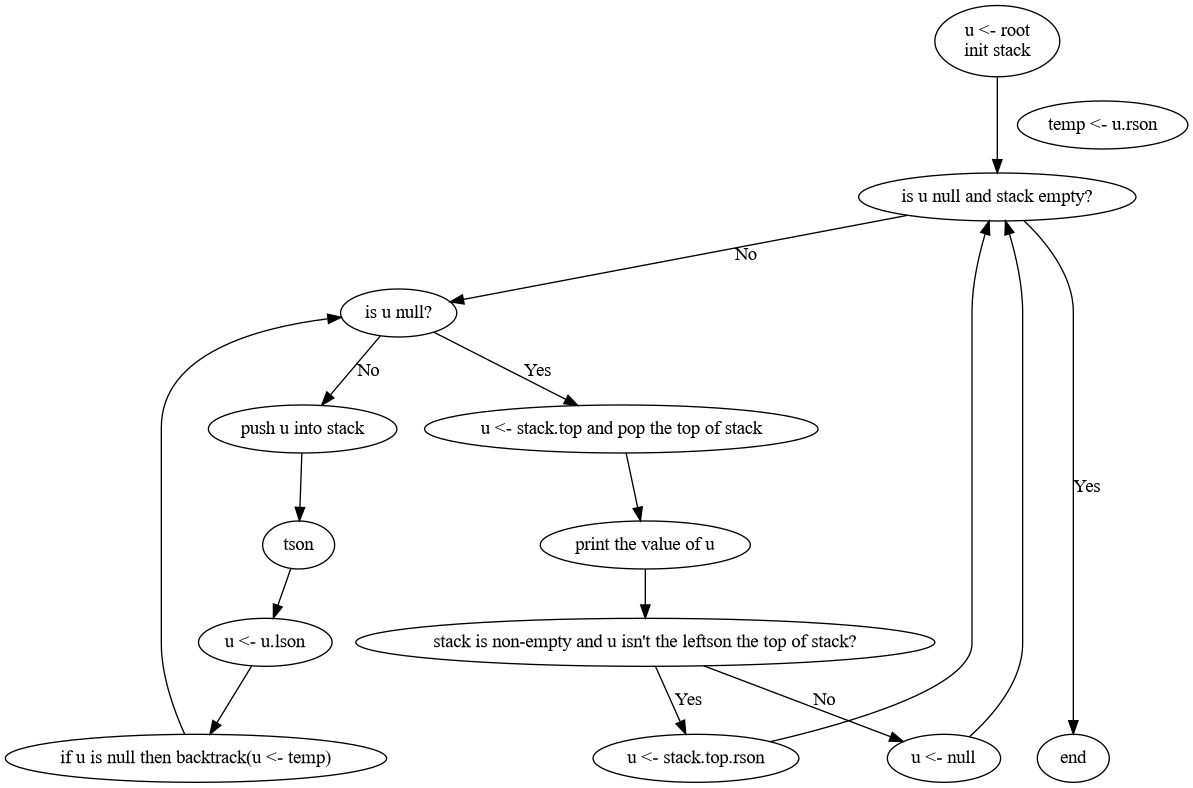 u <- root
init stack
temp <- u.rson
is u null and stack empty?
No
is u null?
No
Yes
push u into stack
u <- stack.top and pop the top of stack
Yes
tson
print the value of u
u <- u.lson
stack is non-empty and u isn't the leftson the top of stack?
Yes
No
if u is null then backtrack(u <- temp)
u <- stack.top.rson
u <- null
end